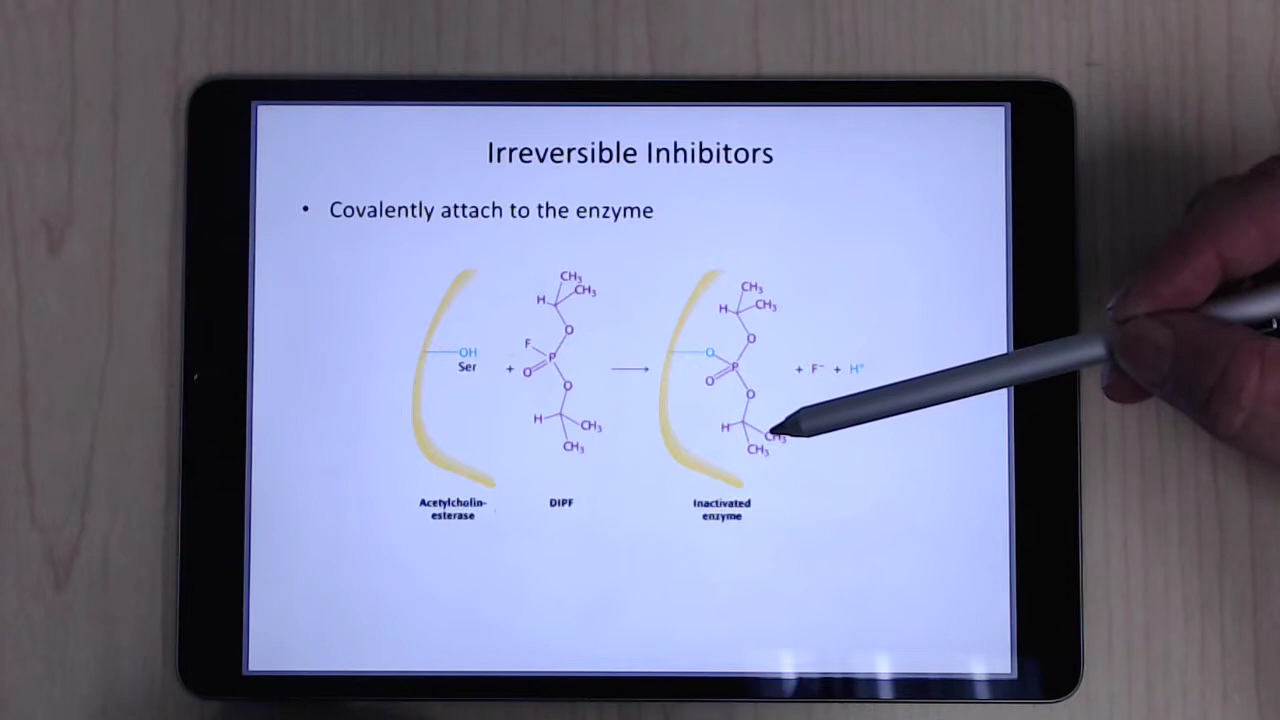 Irreversible Inhibitors
• Covalently attach to the enzyme
CH₃
CH₃
H
O
F
P
O
O
H
CH₃
CH₃
OH
Ser
+
CH₃
CH₃
H
O
O
P
O
O
H
CH₃
CH₃
+ F⁻ + H⁺
Acetylcholin-
esterase
DIPF
Inactivated
enzyme